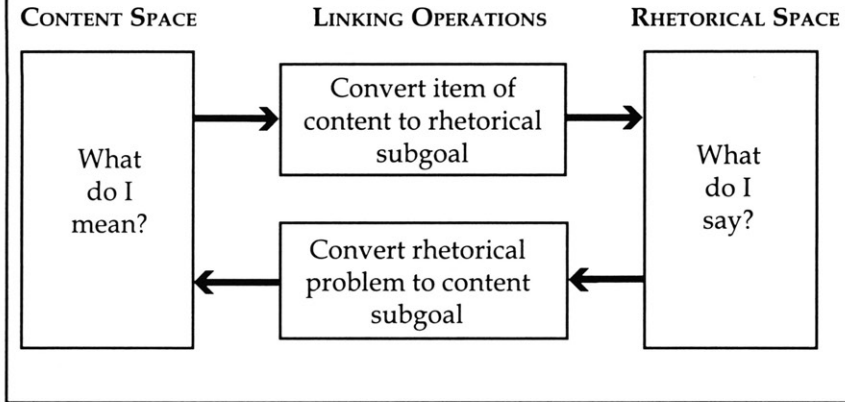 CONTENT SPACE
LINKING OPERATIONS
RHETORICAL SPACE
What
do I
mean?
Convert item of
content to rhetorical
subgoal
Convert rhetorical
problem to content
subgoal
What
do I
say?